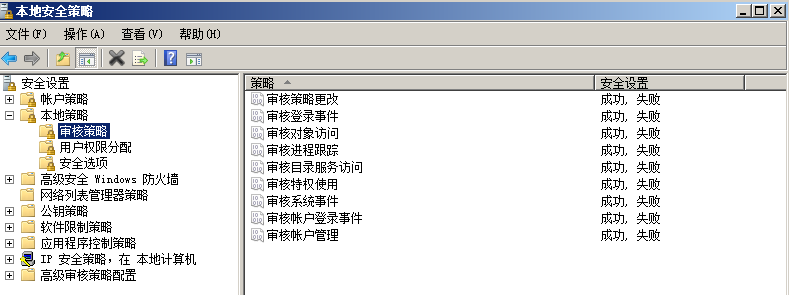 本地安全策略
文件(F) 操作(A) 查看(V) 帮助(H)
安全设置
帐户策略
本地策略
审核策略
用户权限分配
安全选项
高级安全 Windows 防火墙
网络列表管理器策略
公钥策略
软件限制策略
应用程序控制策略
IP 安全策略，在 本地计算机
高级审核策略配置
策略 安全设置
审核策略更改 成功, 失败
审核登录事件 成功, 失败
审核对象访问 成功, 失败
审核进程跟踪 成功, 失败
审核目录服务访问 成功, 失败
审核特权使用 成功, 失败
审核系统事件 成功, 失败
审核帐户登录事件 成功, 失败
审核帐户管理 成功, 失败